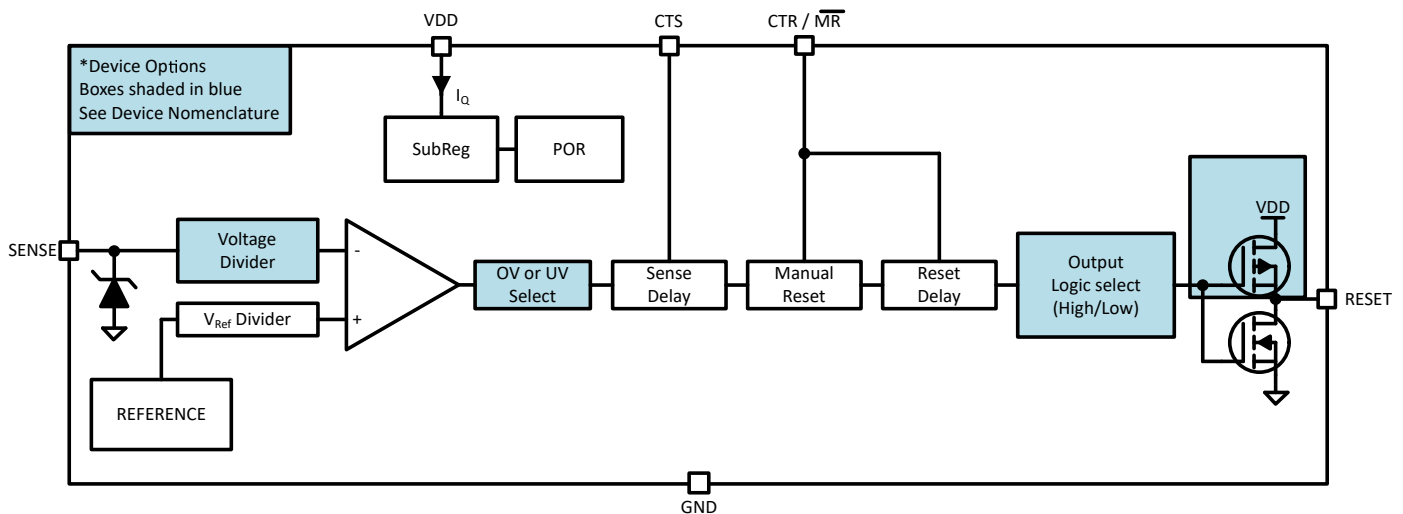 VDD
CTS
CTR / M̅R̅
*Device Options
Boxes shaded in blue
See Device Nomenclature
IQ
SubReg
POR
VDD
SENSE
Voltage
Divider
-
OV or UV
Select
Sense
Delay
Manual
Reset
Reset
Delay
Output
Logic select
(High/Low)
RESET
VRef Divider
+
REFERENCE
GND